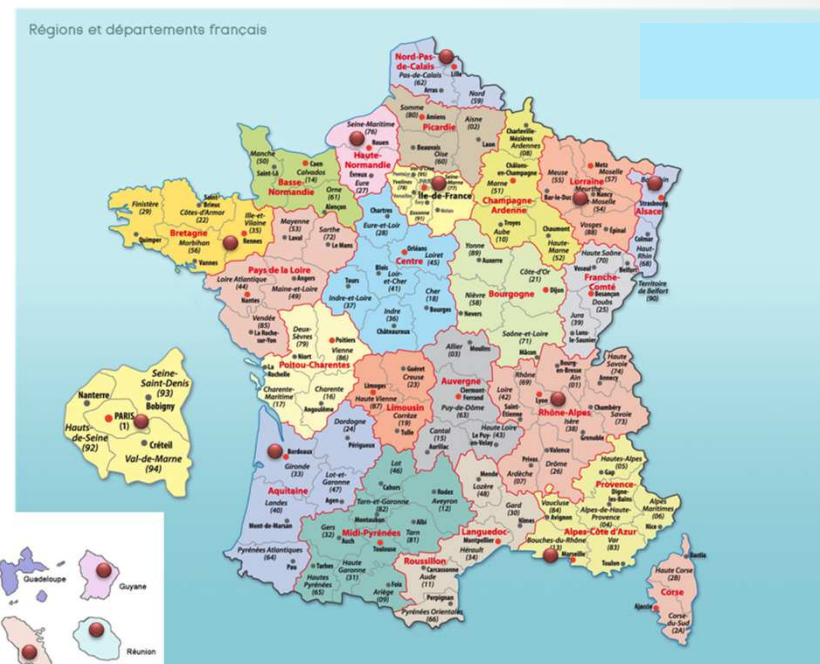 Régions et départements français
Nord-Pas-
de-Calais
Pas-de-Calais
(62)
Lille
Arras
Nord
(59)
Somme
(80)
Amiens
Aisne
(02)
Picardie
Beauvais
Laon
Oise
(60)
Seine-Maritime
(76)
Rouen
Haute-
Normandie
Évreux
Eure
(27)
Manche
(50)
Saint-Lô
Caen
Calvados
(14)
Basse-
Normandie
Orne
(61)
Alençon
Charleville-
Mézières
Ardennes
(08)
Châlons-
en-Champagne
Marne
(51)
Champagne-
Ardenne
Troyes
Aube
(10)
Chaumont
Haute-
Marne
(52)
Meuse
(55)
Metz
Moselle
(57)
Lorraine
Meurthe-
Bar-le-Duc
Nancy
Moselle
(54)
Vosges
(88)
Épinal
Strasbourg
Alsace
Colmar
Haut-
Rhin
(68)
Territoire
de Belfort
(90)
Île-de-France
Essonne
(91)
Finistère
(29)
Saint-
Brieuc
Côtes-d'Armor
(22)
Ille-et-
Vilaine
(35)
Bretagne
Rennes
Quimper
Morbihan
(56)
Vannes
Mayenne
(53)
Laval
Sarthe
(72)
Le Mans
Pays de la Loire
Loire Atlantique
(44)
Angers
Maine-et-Loire
(49)
Nantes
Vendée
(85)
La Roche-
sur-Yon
Chartres
Eure-et-Loir
(28)
Orléans
Loiret
(45)
Centre
Blois
Loir-
et-Cher
(41)
Tours
Indre-et-Loire
(37)
Cher
(18)
Bourges
Indre
(36)
Châteauroux
Yonne
(89)
Auxerre
Côte-d'Or
(21)
Dijon
Bourgogne
Nièvre
(58)
Nevers
Saône-et-Loire
(71)
Mâcon
Haute Saône
(70)
Vesoul
Belfort
Franche-
Comté
Besançon
Doubs
(25)
Jura
(39)
Lons-
le-Saunier
Deux-
Sèvres
(79)
Poitiers
Vienne
(86)
Niort
Poitou-Charentes
La
Rochelle
Charente-
Maritime
(17)
Charente
(16)
Angoulême
Guéret
Creuse
(23)
Limoges
Haute Vienne
(87)
Limousin
Corrèze
(19)
Tulle
Allier
(03)
Moulins
Auvergne
Clermont-
Ferrand
Puy-de-Dôme
(63)
Cantal
(15)
Aurillac
Haute Loire
(43)
Le Puy-
en-Velay
Bourg-
en-Bresse
Ain
(01)
Haute
Savoie
(74)
Annecy
Rhône
(69)
Lyon
Loire
(42)
Saint-
Etienne
Rhône-Alpes
Chambéry
Savoie
(73)
Isère
(38)
Grenoble
Valence
Privas
Drôme
(26)
Ardèche
(07)
Dordogne
(24)
Périgueux
Bordeaux
Gironde
(33)
Lot-et-
Garonne
(47)
Agen
Aquitaine
Landes
(40)
Mont-de-Marsan
Pyrénées Atlantiques
(64)
Pau
Lot
(46)
Cahors
Rodez
Aveyron
(12)
Tarn-et-Garonne
(82)
Montauban
Albi
Tarn
(81)
Gers
(32)
Auch
Midi-Pyrénées
Toulouse
Tarbes
Haute
Garonne
(31)
Hautes
Pyrénées
(65)
Foix
Ariège
(09)
Mende
Lozère
(48)
Gard
(30)
Nîmes
Languedoc
Montpellier
Hérault
(34)
Roussillon
Carcassonne
Aude
(11)
Perpignan
Pyrénées Orientales
(66)
Hautes-Alpes
(05)
Gap
Provence-
Digne-
les-Bains
Vaucluse
(84)
Avignon
Alpes-de-Haute-
Provence
(04)
Alpes
Maritimes
(06)
Nice
Alpes-Côte d'Azur
Bouches-du-Rhône
(13)
Marseille
Var
(83)
Toulon
Bastia
Haute Corse
(2B)
Corse
Ajaccio
Corse-
du-Sud
(2A)
Seine-
Saint-Denis
(93)
Nanterre
Bobigny
PARIS
(1)
Hauts-
de-Seine
(92)
Créteil
Val-de-Marne
(94)
Guadeloupe
Guyane
Réunion